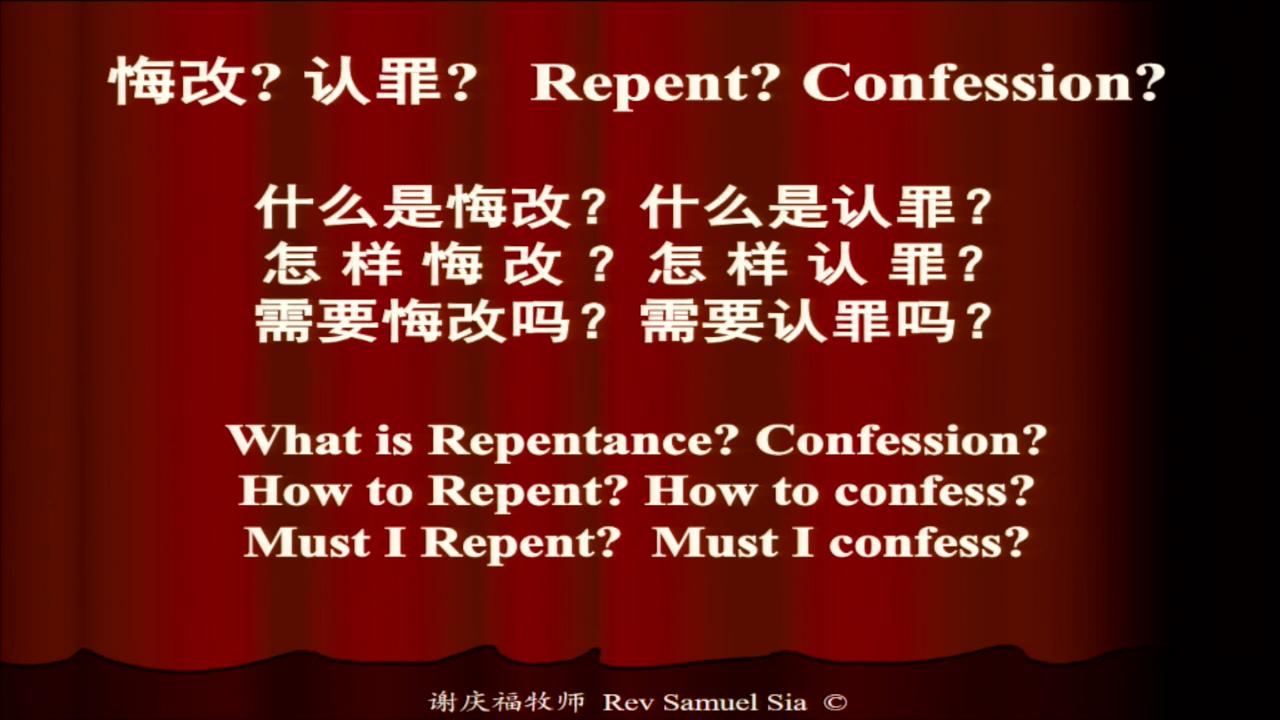 悔改? 认罪? Repent? Confession?
什么是悔改? 什么是认罪?
怎 样 悔 改 ? 怎 样 认 罪?
需要悔改吗? 需要认罪吗?
What is Repentance? Confession?
How to Repent? How to confess?
Must I Repent? Must I confess?
谢庆福牧师 Rev Samuel Sia ©